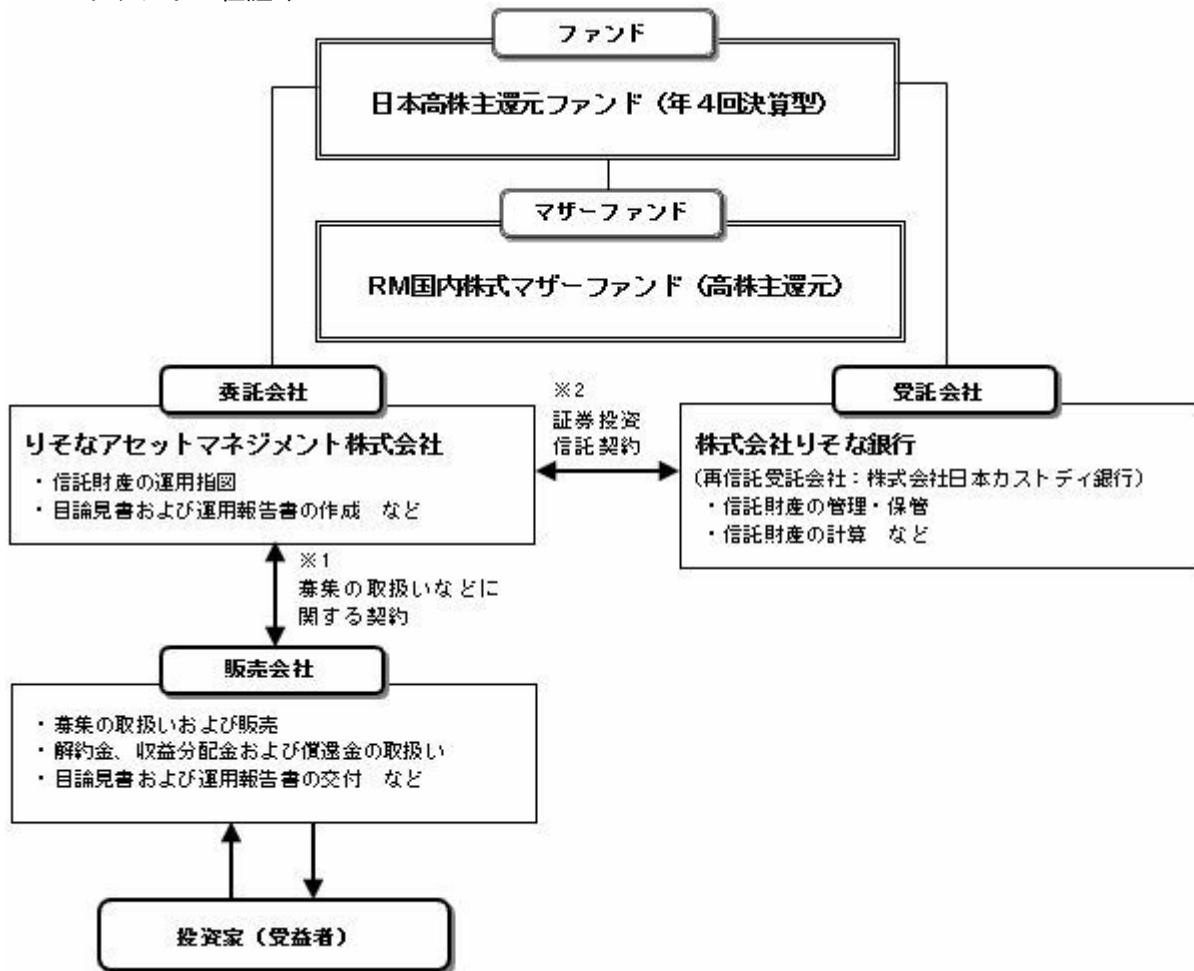 ファンド
日本高株主還元ファンド（年４回決算型）
マザーファンド
RM国内株式マザーファンド（高株主還元）
委託会社
りそなアセットマネジメント株式会社
・信託財産の運用指図
・目論見書および運用報告書の作成　など
※２
証券投資
信託契約
受託会社
株式会社りそな銀行
(再信託受託会社：株式会社日本カストディ銀行)
・信託財産の管理・保管
・信託財産の計算　など
※１
募集の取扱いなどに
関する契約
販売会社
・募集の取扱いおよび販売
・解約金、収益分配金および償還金の取扱い
・目論見書および運用報告書の交付　など
投資家（受益者）